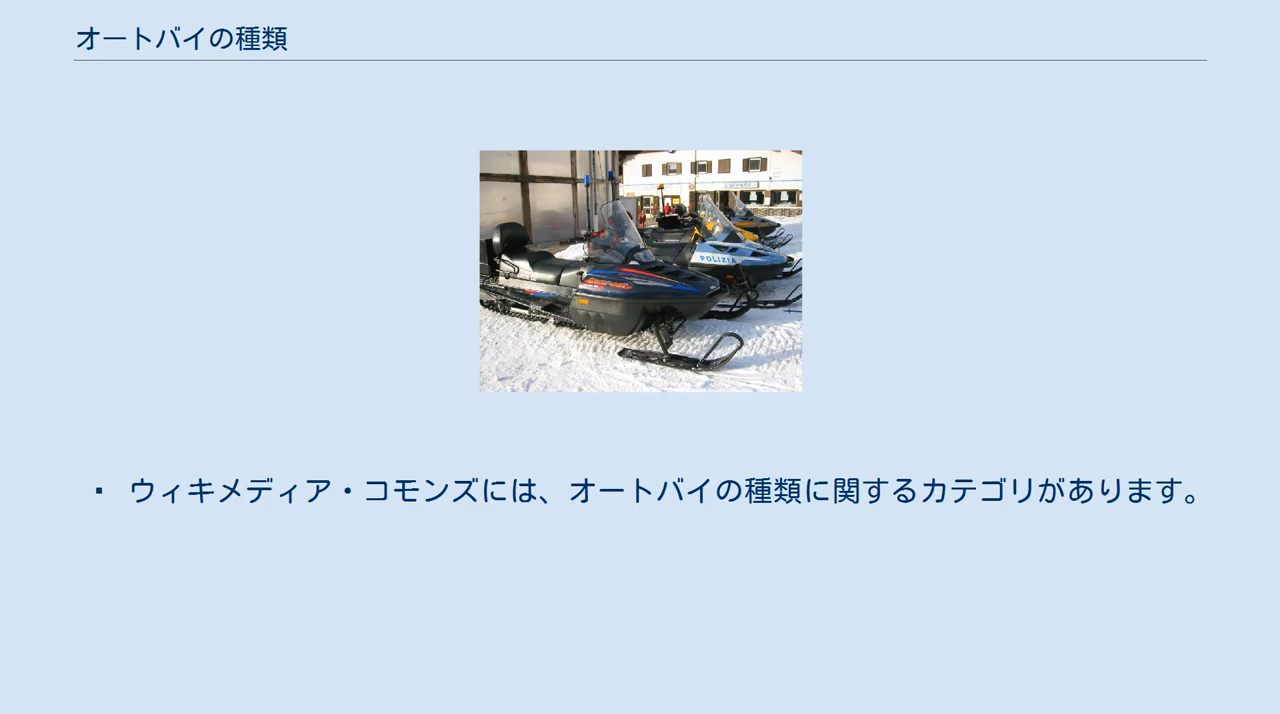 オートバイの種類
POLIZIA
▪ ウィキメディア・コモンズには、オートバイの種類に関するカテゴリがあります。